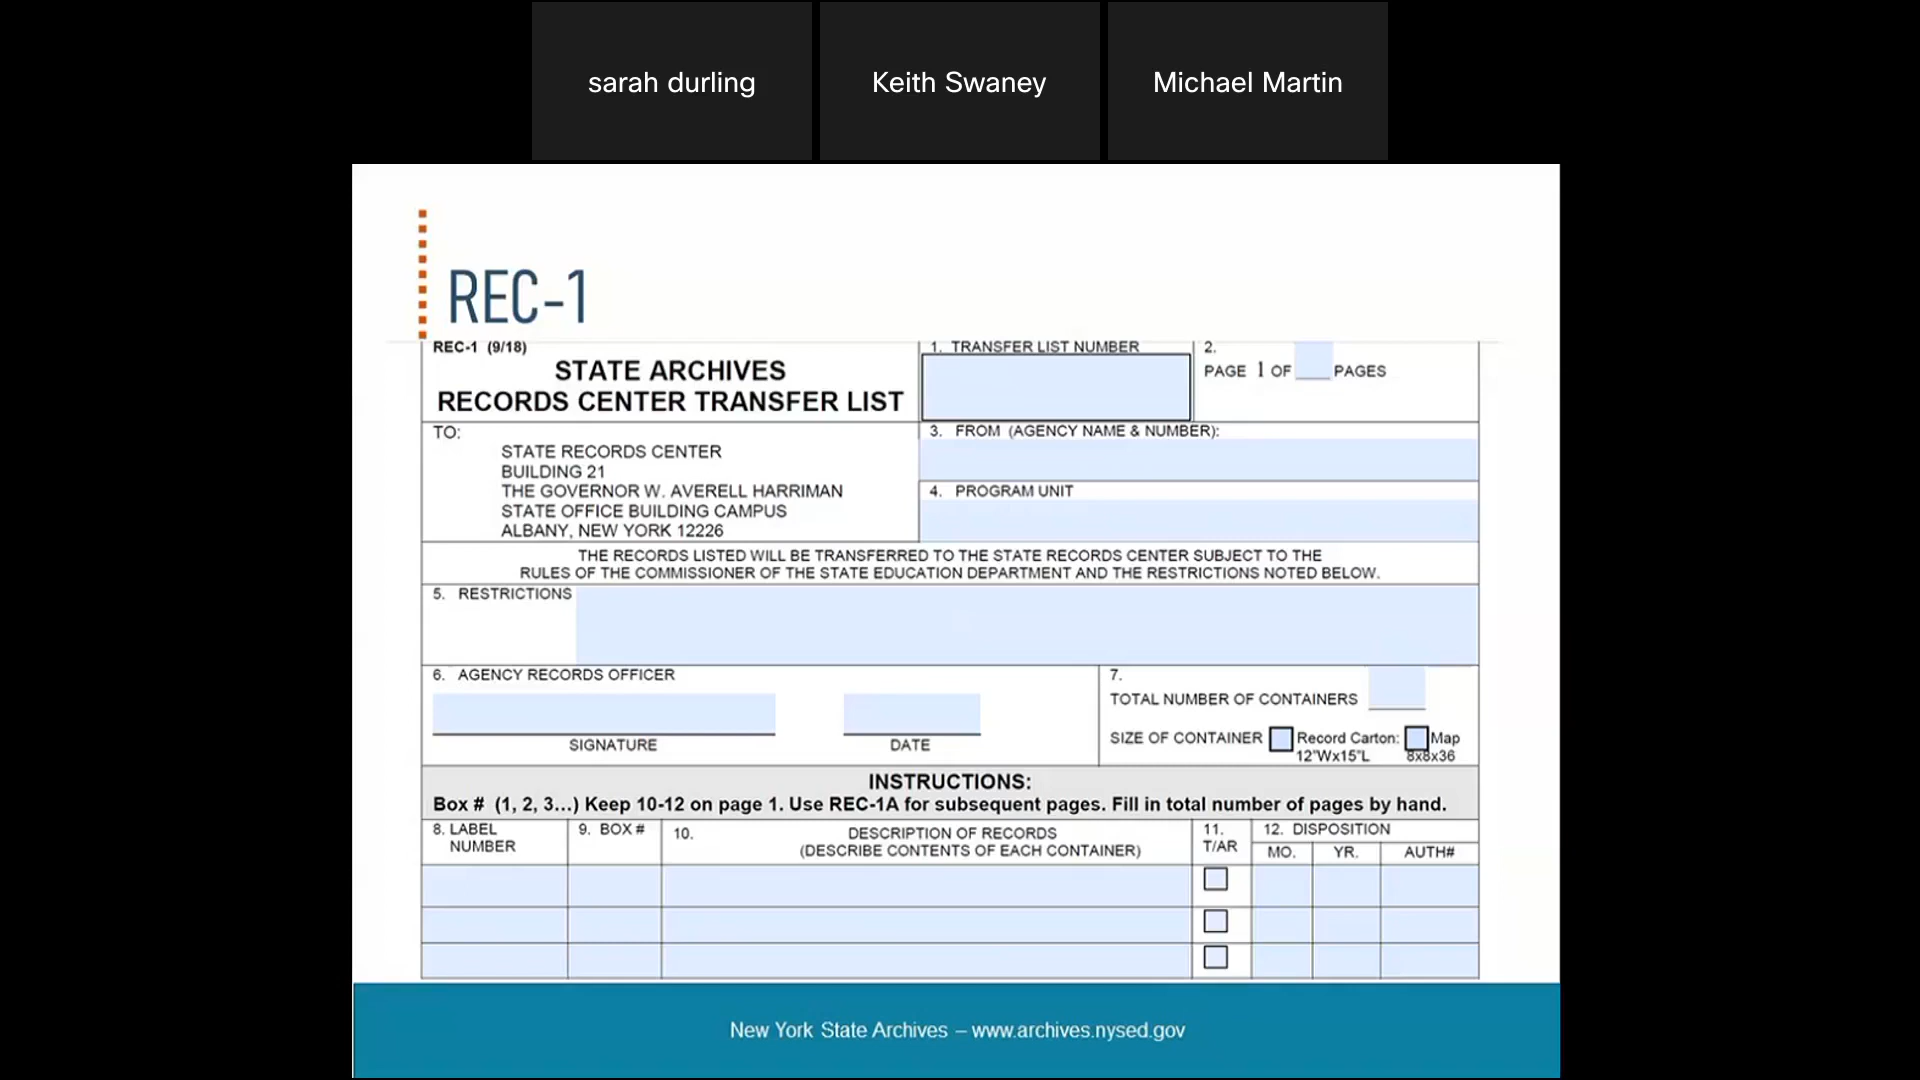 sarah durling
Keith Swaney
Michael Martin
REC-1
REC-1 (9/18)
STATE ARCHIVES
RECORDS CENTER TRANSFER LIST
1. TRANSFER LIST NUMBER
2.
PAGE 1 OF PAGES
TO:
STATE RECORDS CENTER
BUILDING 21
THE GOVERNOR W. AVERELL HARRIMAN
STATE OFFICE BUILDING CAMPUS
ALBANY, NEW YORK 12226
3. FROM (AGENCY NAME & NUMBER):
4. PROGRAM UNIT
THE RECORDS LISTED WILL BE TRANSFERRED TO THE STATE RECORDS CENTER SUBJECT TO THE
RULES OF THE COMMISSIONER OF THE STATE EDUCATION DEPARTMENT AND THE RESTRICTIONS NOTED BELOW.
5. RESTRICTIONS
6. AGENCY RECORDS OFFICER
SIGNATURE
DATE
7.
TOTAL NUMBER OF CONTAINERS
SIZE OF CONTAINER Record Carton: Map
12"Wx15"L 8x8x36
INSTRUCTIONS:
Box # (1, 2, 3...) Keep 10-12 on page 1. Use REC-1A for subsequent pages. Fill in total number of pages by hand.
8. LABEL
NUMBER
9. BOX #
10. DESCRIPTION OF RECORDS
(DESCRIBE CONTENTS OF EACH CONTAINER)
11.
T/AR
12. DISPOSITION
MO. YR. AUTH#
New York State Archives – www.archives.nysed.gov